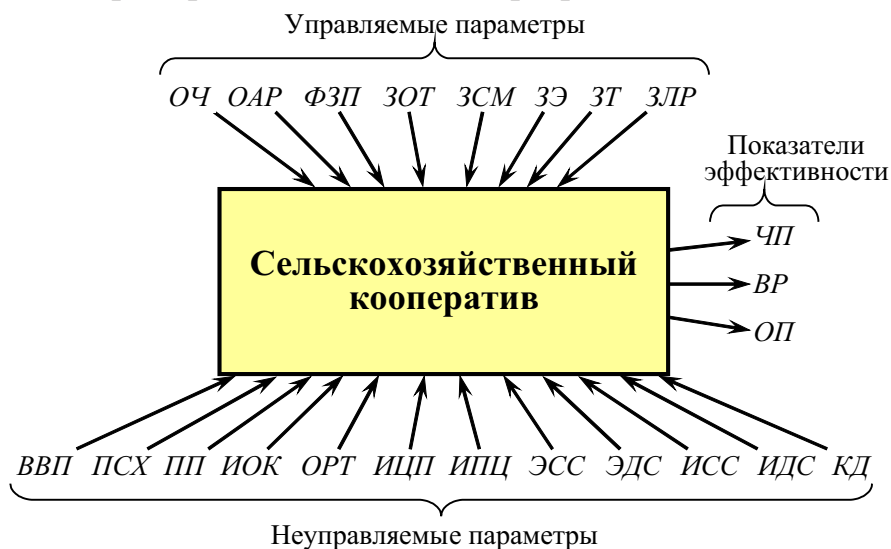 Управляемые параметры
ОЧ ОАР ФЗП ЗОТ ЗСМ ЗЭ ЗТ ЗЛР
Показатели
эффективности
ЧП
ВР
ОП
Сельскохозяйственный
кооператив
ВВП ПСХ ПП ИОК ОРТ ИЦП ИПЦ ЭСС ЭДС ИСС ИДС КД
Неуправляемые параметры